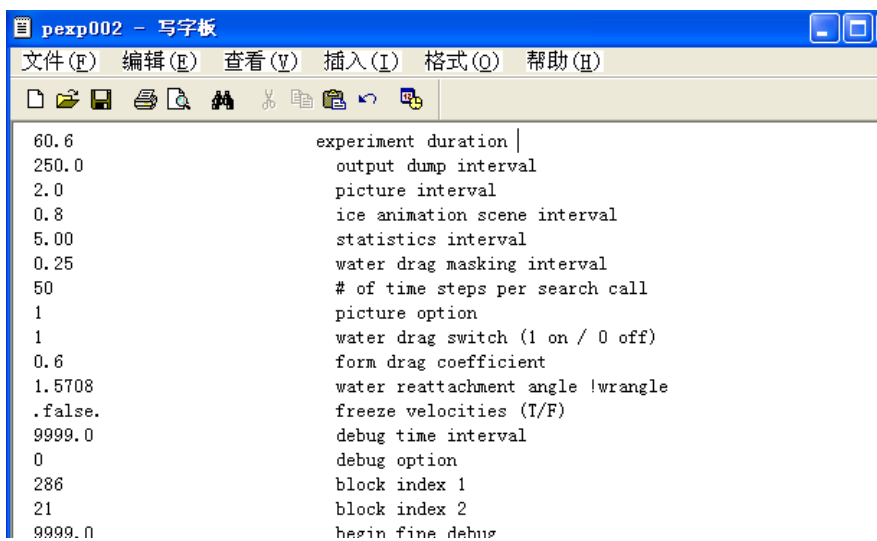 pexp002 - 写字板
文件(F) 编辑(E) 查看(V) 插入(I) 格式(O) 帮助(H)
60.6 experiment duration
250.0 output dump interval
2.0 picture interval
0.8 ice animation scene interval
5.00 statistics interval
0.25 water drag masking interval
50 # of time steps per search call
1 picture option
1 water drag switch (1 on / 0 off)
0.6 form drag coefficient
1.5708 water reattachment angle !wrangle
.false. freeze velocities (T/F)
9999.0 debug time interval
0 debug option
286 block index 1
21 block index 2
9999.0 begin fine debug